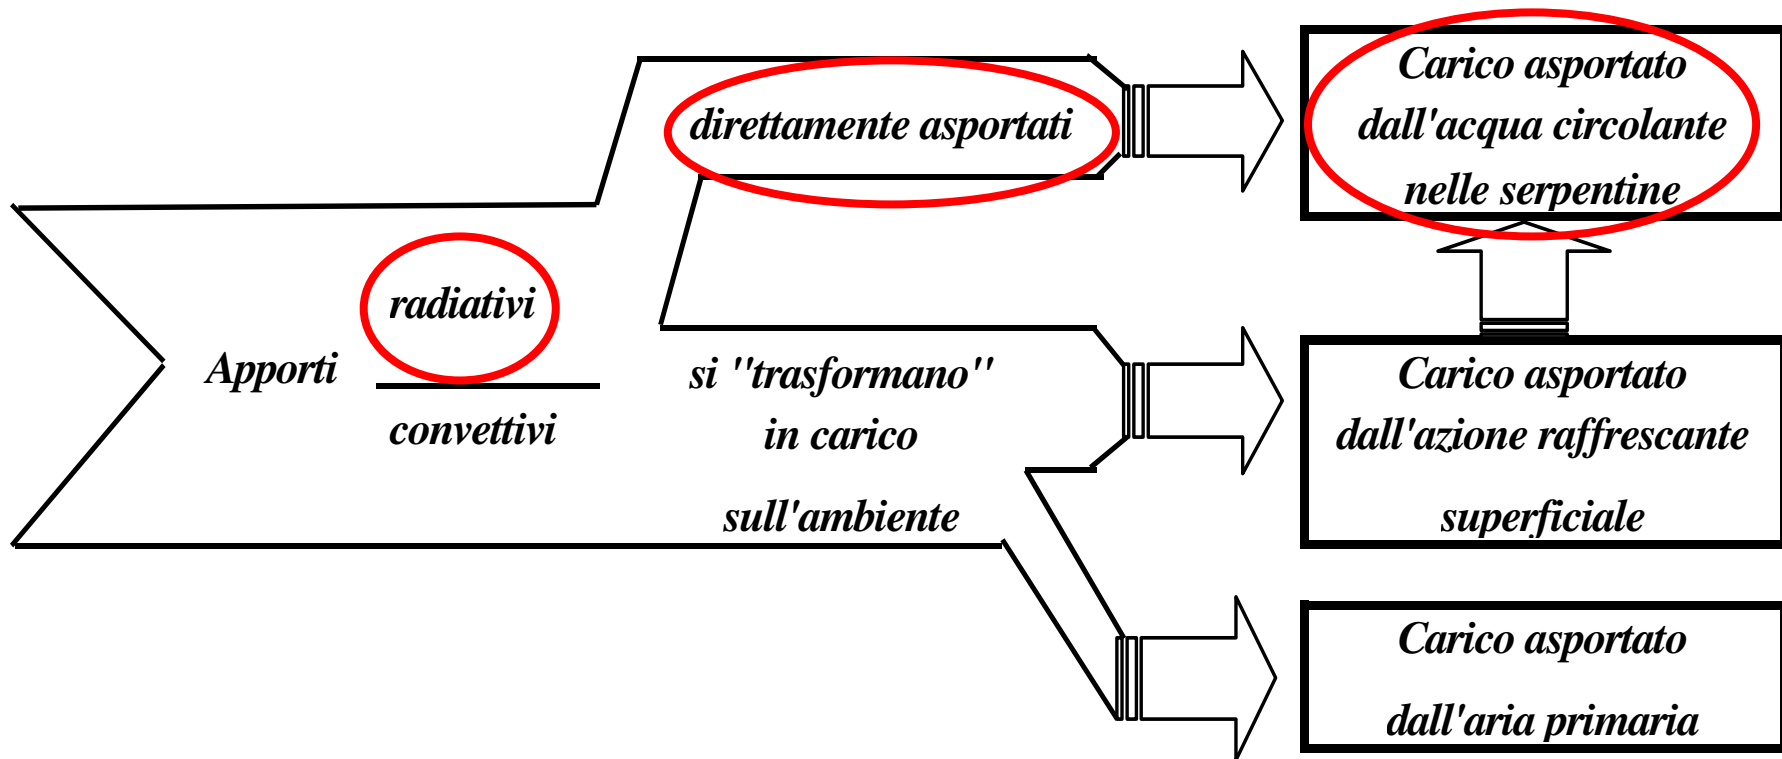 Apporti
radiativi
convettivi
direttamente asportati
si "trasformano"
in carico
sull'ambiente
Carico asportato
dall'acqua circolante
nelle serpentine
Carico asportato
dall'azione raffrescante
superficiale
Carico asportato
dall'aria primaria